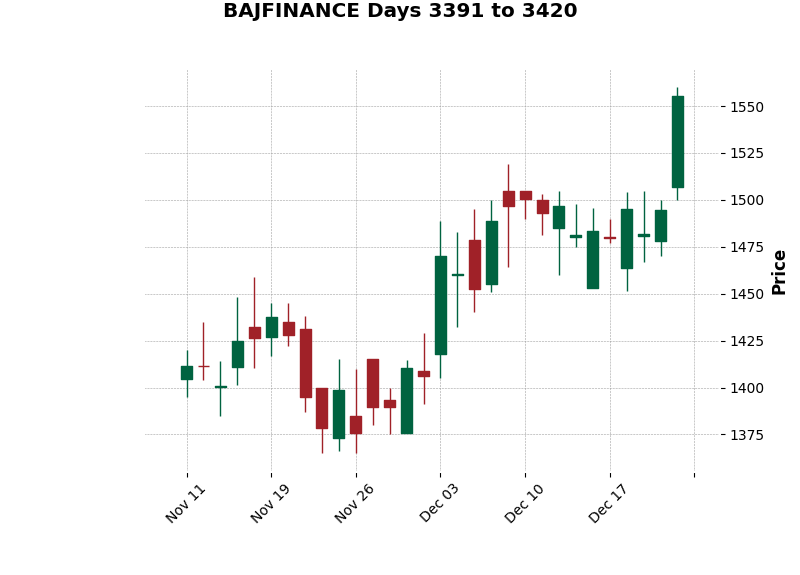 BAJFINANCE Days 3391 to 3420
1550
1525
1500
1475
1450
1425
1400
1375
Price
Nov 11
Nov 19
Nov 26
Dec 03
Dec 10
Dec 17